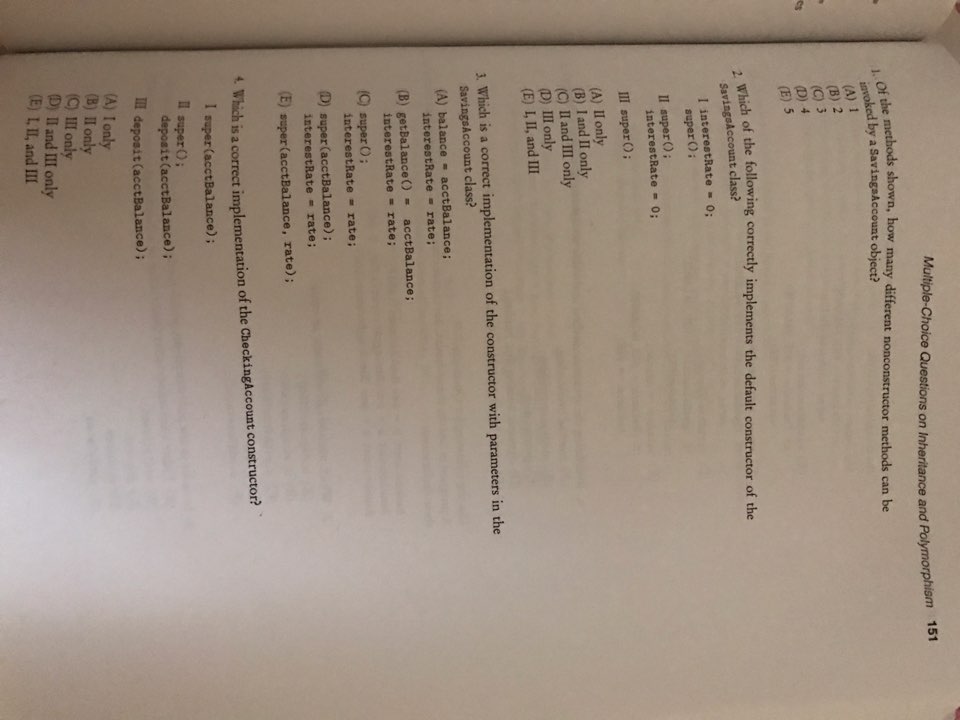 Multiple-Choice Questions on Inheritance and Polymorphism 151
1. Of the methods shown, how many different nonconstructor methods can be
invoked by a SavingsAccount object?
(A) 1
(B) 2
(C) 3
(D) 4
(E) 5
2. Which of the following correctly implements the default constructor of the
SavingsAccount class?
I interestRate = 0;
super();
II super();
interestRate = 0;
III super();
(A) II only
(B) I and II only
(C) II and III only
(D) III only
(E) I, II, and III
3. Which is a correct implementation of the constructor with parameters in the
SavingsAccount class?
(A) balance = acctBalance;
interestRate = rate;
(B) getBalance() = acctBalance;
interestRate = rate;
(C) super();
interestRate = rate;
(D) super(acctBalance);
interestRate = rate;
(E) super(acctBalance, rate);
4. Which is a correct implementation of the CheckingAccount constructor?
I super(acctBalance);
II super();
deposit(acctBalance);
III deposit(acctBalance);
(A) I only
(B) II only
(C) III only
(D) II and III only
(E) I, II, and III